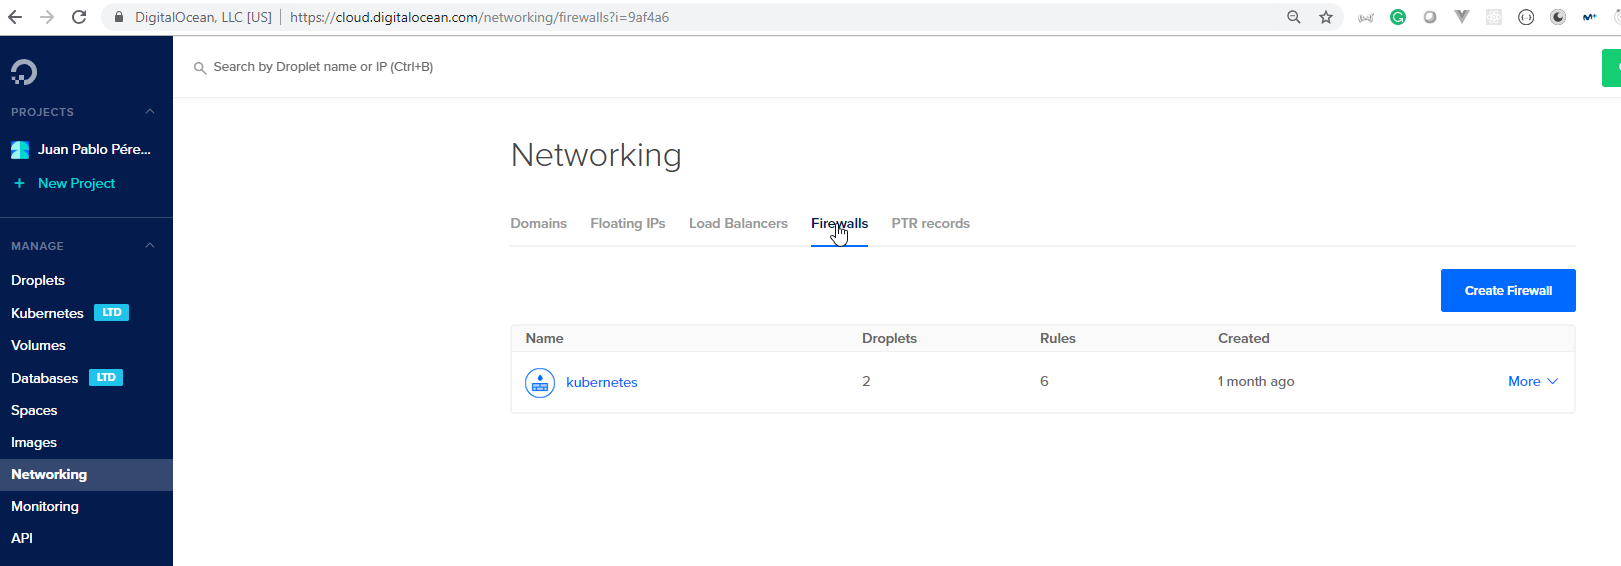 DigitalOcean, LLC [US] | https://cloud.digitalocean.com/networking/firewalls?i=9af4a6
Search by Droplet name or IP (Ctrl+B)
PROJECTS
Juan Pablo Pére...
+ New Project
MANAGE
Droplets
Kubernetes LTD
Volumes
Databases LTD
Spaces
Images
Networking
Monitoring
API
Networking
Domains Floating IPs Load Balancers Firewalls PTR records
Create Firewall
Name Droplets Rules Created
kubernetes 2 6 1 month ago More